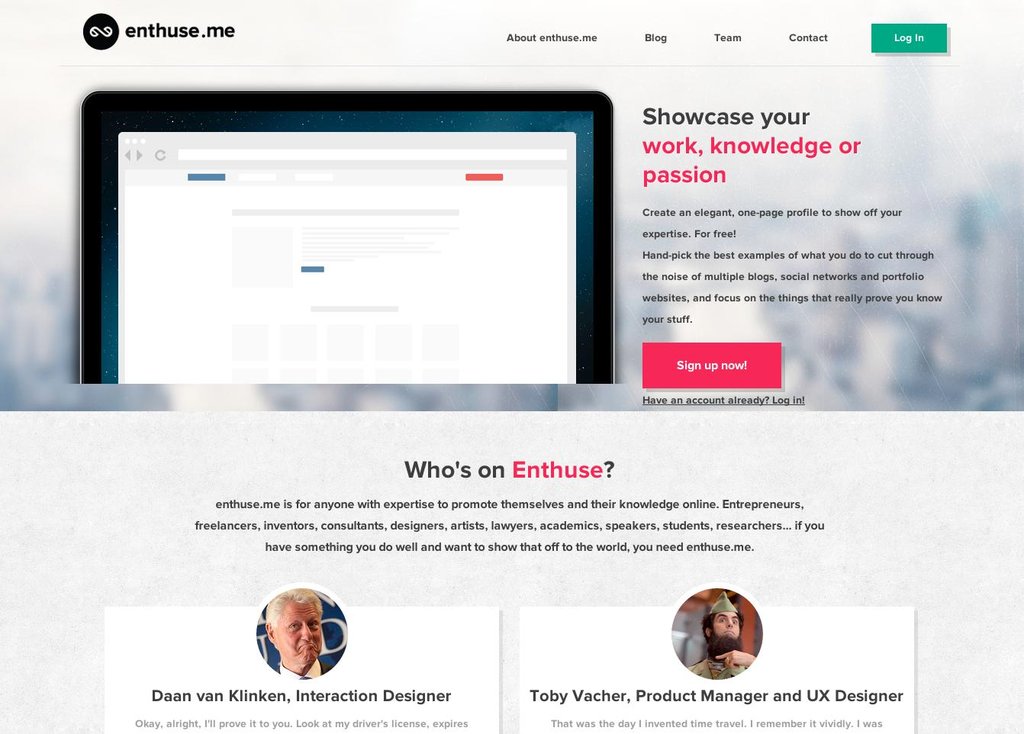 enthuse.me
About enthuse.me
Blog
Team
Contact
Log In
Showcase your
work, knowledge or
passion
Create an elegant, one-page profile to show off your
expertise. For free!
Hand-pick the best examples of what you do to cut through
the noise of multiple blogs, social networks and portfolio
websites, and focus on the things that really prove you know
your stuff.
Sign up now!
Have an account already? Log in!
Who's on Enthuse?
enthuse.me is for anyone with expertise to promote themselves and their knowledge online. Entrepreneurs,
freelancers, inventors, consultants, designers, artists, lawyers, academics, speakers, students, researchers... if you
have something you do well and want to show that off to the world, you need enthuse.me.
Daan van Klinken, Interaction Designer
Okay, alright, I'll prove it to you. Look at my driver's license, expires
Toby Vacher, Product Manager and UX Designer
That was the day I invented time travel. I remember it vividly. I was